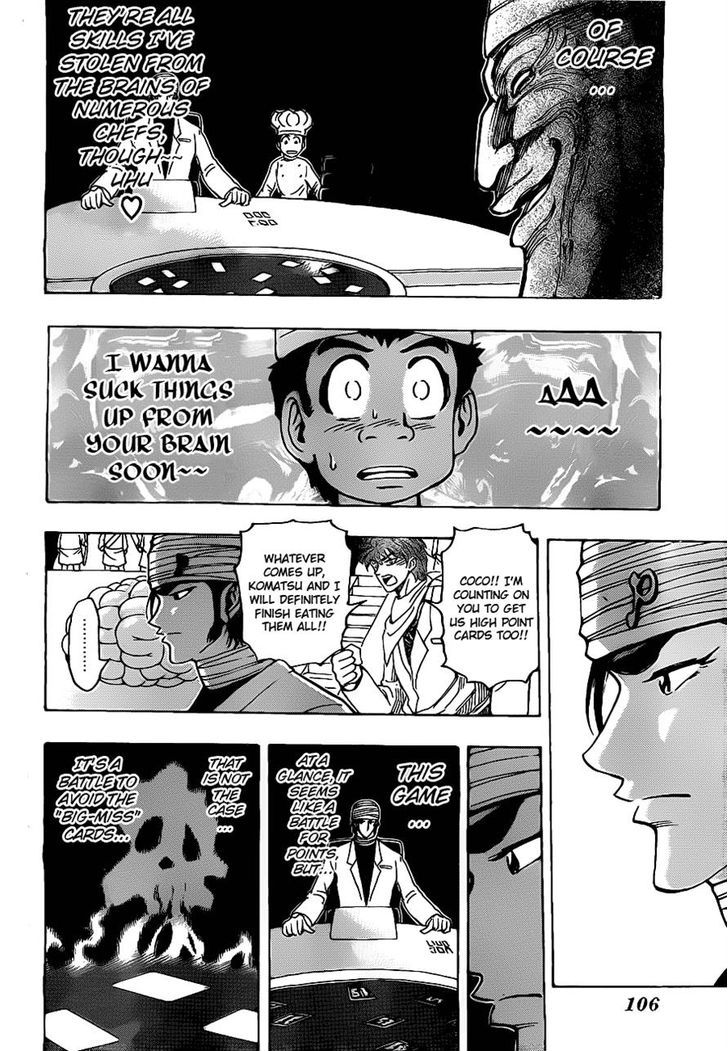 OF
COURSE
...
THEY'RE ALL
SKILLS I'VE
STOLEN FROM
THE BRAINS OF
NUMEROUS
CHEFS,
THOUGH~~
UHU
♡
AAA
~~~~
I WANNA
SUCK THINGS
UP FROM
YOUR BRAIN
SOON~~
COCO!! I'M
COUNTING ON
YOU TO GET
US HIGH POINT
CARDS TOO!!
WHATEVER
COMES UP,
KOMATSU AND I
WILL DEFINITELY
FINISH EATING
THEM ALL!!
.........
THIS
GAME
...
AT A
GLANCE, IT
SEEMS
LIKE A
BATTLE
FOR
POINTS,
BUT...
THAT
IS NOT
THE
CASE
...
IT'S A
BATTLE TO
AVOID THE
"BIG-MISS"
CARDS...
106